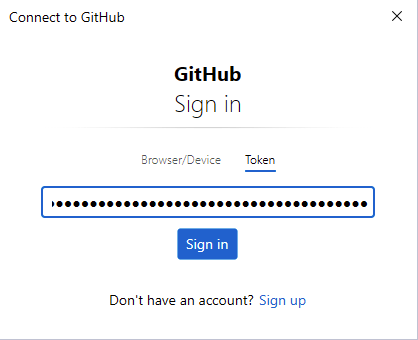 Connect to GitHub
GitHub
Sign in
Browser/Device Token
Sign in
Don't have an account? Sign up